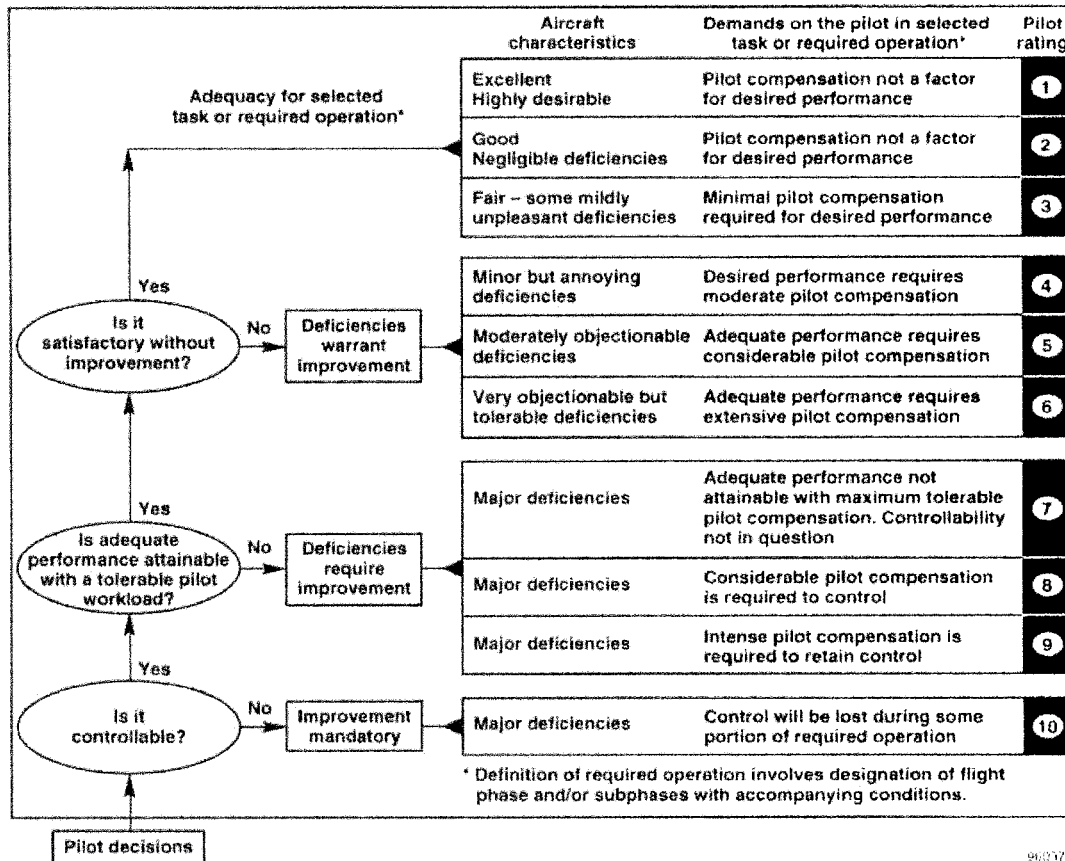 Aircraft characteristics
Demands on the pilot in selected task or required operation*
Pilot rating
Adequacy for selected
task or required operation*
Excellent
Highly desirable
Pilot compensation not a factor
for desired performance
1
Good
Negligible deficiencies
Pilot compensation not a factor
for desired performance
2
Fair – some mildly
unpleasant deficiencies
Minimal pilot compensation
required for desired performance
3
Yes
Is it
satisfactory without
improvement?
No
Deficiencies
warrant
improvement
Minor but annoying
deficiencies
Desired performance requires
moderate pilot compensation
4
Moderately objectionable
deficiencies
Adequate performance requires
considerable pilot compensation
5
Very objectionable but
tolerable deficiencies
Adequate performance requires
extensive pilot compensation
6
Yes
Is adequate
performance attainable
with a tolerable pilot
workload?
No
Deficiencies
require
improvement
Major deficiencies
Adequate performance not
attainable with maximum tolerable
pilot compensation. Controllability
not in question
7
Major deficiencies
Considerable pilot compensation
is required to control
8
Major deficiencies
Intense pilot compensation is
required to retain control
9
Yes
Is it
controllable?
No
Improvement
mandatory
Major deficiencies
Control will be lost during some
portion of required operation
10
* Definition of required operation involves designation of flight
phase and/or subphases with accompanying conditions.
Pilot decisions